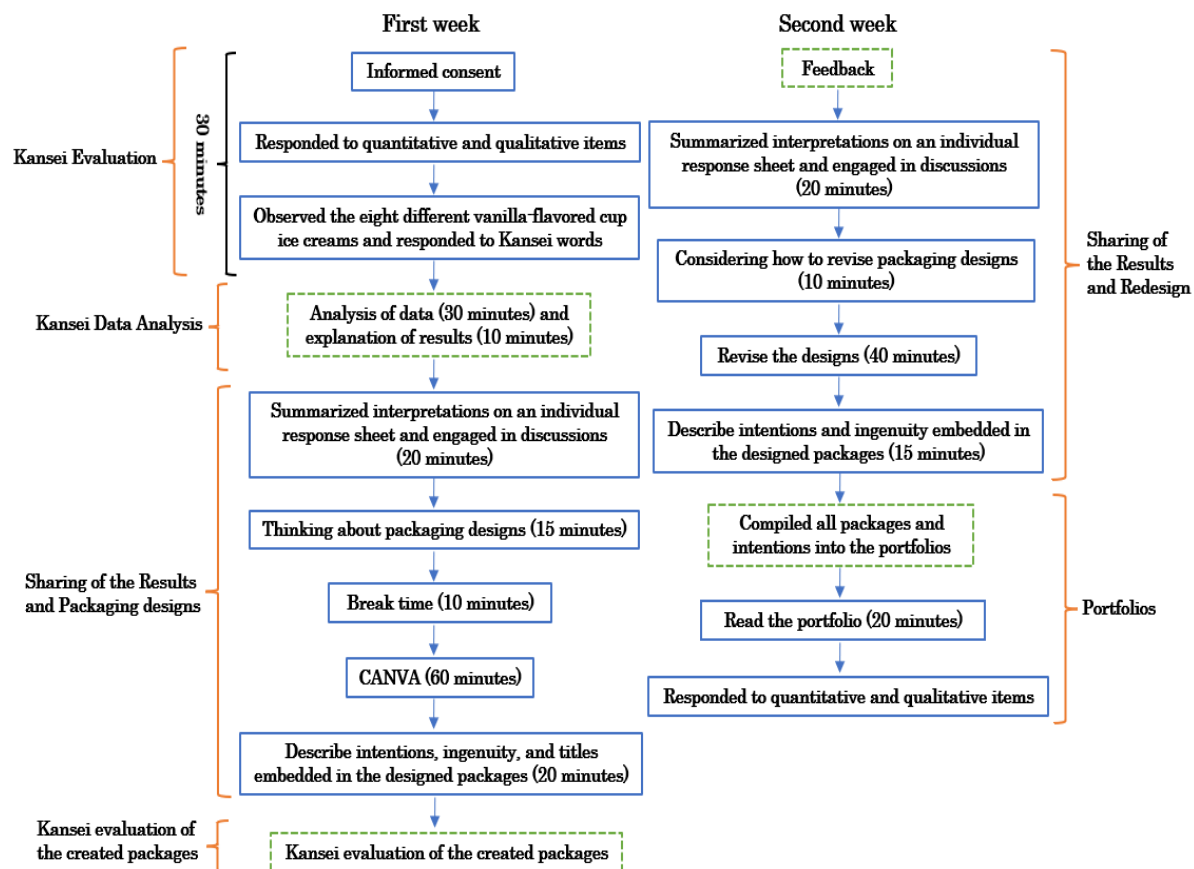 First week
Kansei Evaluation
30 minutes
Informed consent
Responded to quantitative and qualitative items
Observed the eight different vanilla-flavored cup
ice creams and responded to Kansei words
Kansei Data Analysis
Analysis of data (30 minutes) and
explanation of results (10 minutes)
Sharing of the Results
and Packaging designs
Summarized interpretations on an individual
response sheet and engaged in discussions
(20 minutes)
Thinking about packaging designs (15 minutes)
Break time (10 minutes)
CANVA (60 minutes)
Describe intentions, ingenuity, and titles
embedded in the designed packages (20 minutes)
Kansei evaluation of
the created packages
Kansei evaluation of the created packages
Second week
Feedback
Summarized interpretations on an individual
response sheet and engaged in discussions
(20 minutes)
Considering how to revise packaging designs
(10 minutes)
Revise the designs (40 minutes)
Describe intentions and ingenuity embedded in
the designed packages (15 minutes)
Sharing of
the Results
and Redesign
Compiled all packages and
intentions into the portfolios
Read the portfolio (20 minutes)
Responded to quantitative and qualitative items
Portfolios